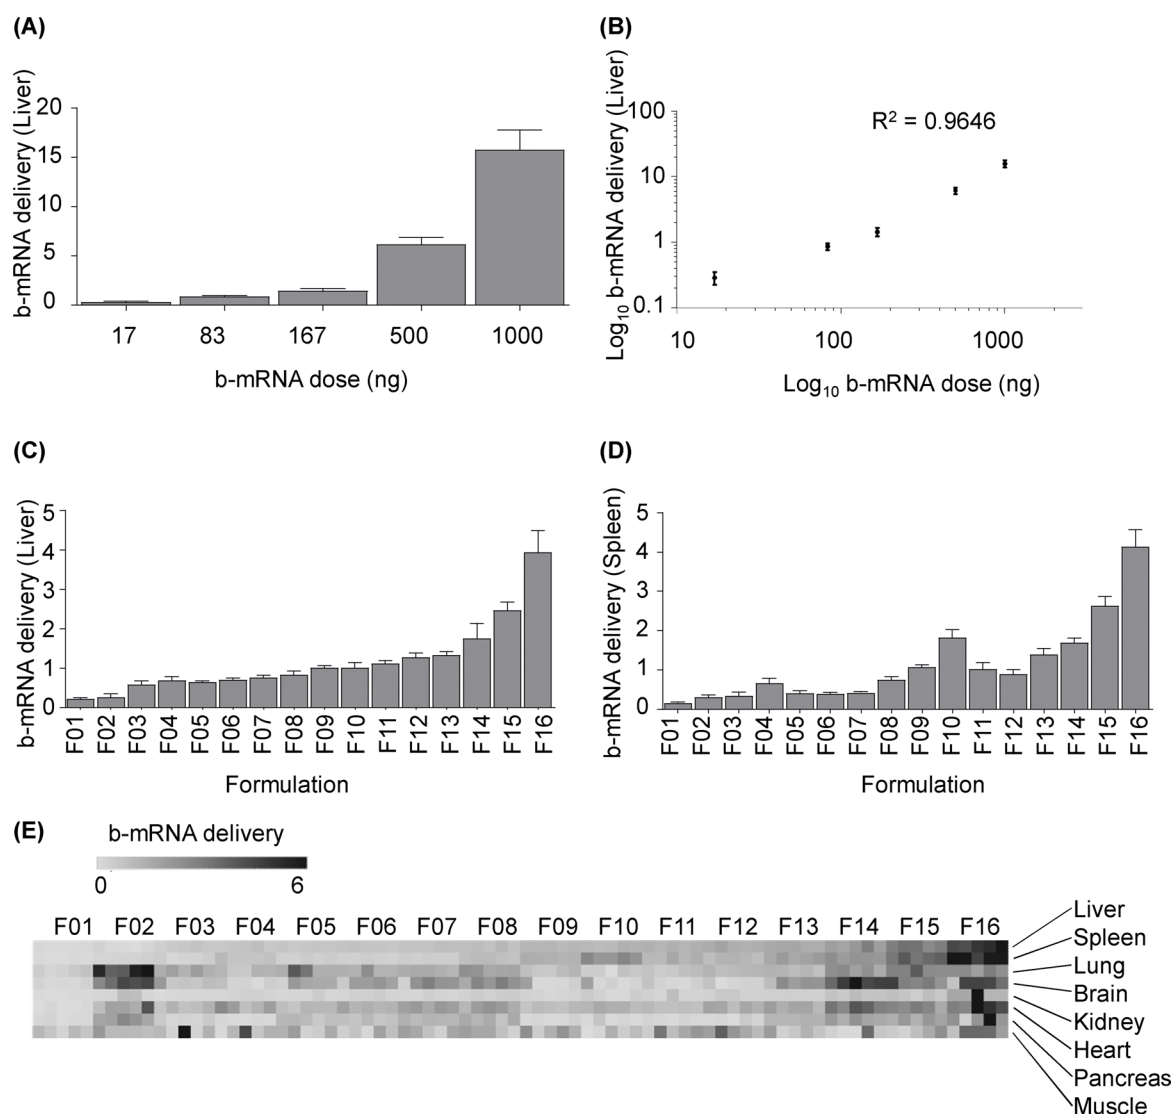 (A)
b-mRNA delivery (Liver)
20
15
10
5
0
17 83 167 500 1000
b-mRNA dose (ng)
(B)
Log10 b-mRNA delivery (Liver)
100
10
1
0.1
R² = 0.9646
10 100 1000
Log10 b-mRNA dose (ng)
(C)
b-mRNA delivery (Liver)
5
4
3
2
1
0
F01 F02 F03 F04 F05 F06 F07 F08 F09 F10 F11 F12 F13 F14 F15 F16
Formulation
(D)
b-mRNA delivery (Spleen)
5
4
3
2
1
0
F01 F02 F03 F04 F05 F06 F07 F08 F09 F10 F11 F12 F13 F14 F15 F16
Formulation
(E)
b-mRNA delivery
0 6
F01 F02 F03 F04 F05 F06 F07 F08 F09 F10 F11 F12 F13 F14 F15 F16
Liver
Spleen
Lung
Brain
Kidney
Heart
Pancreas
Muscle